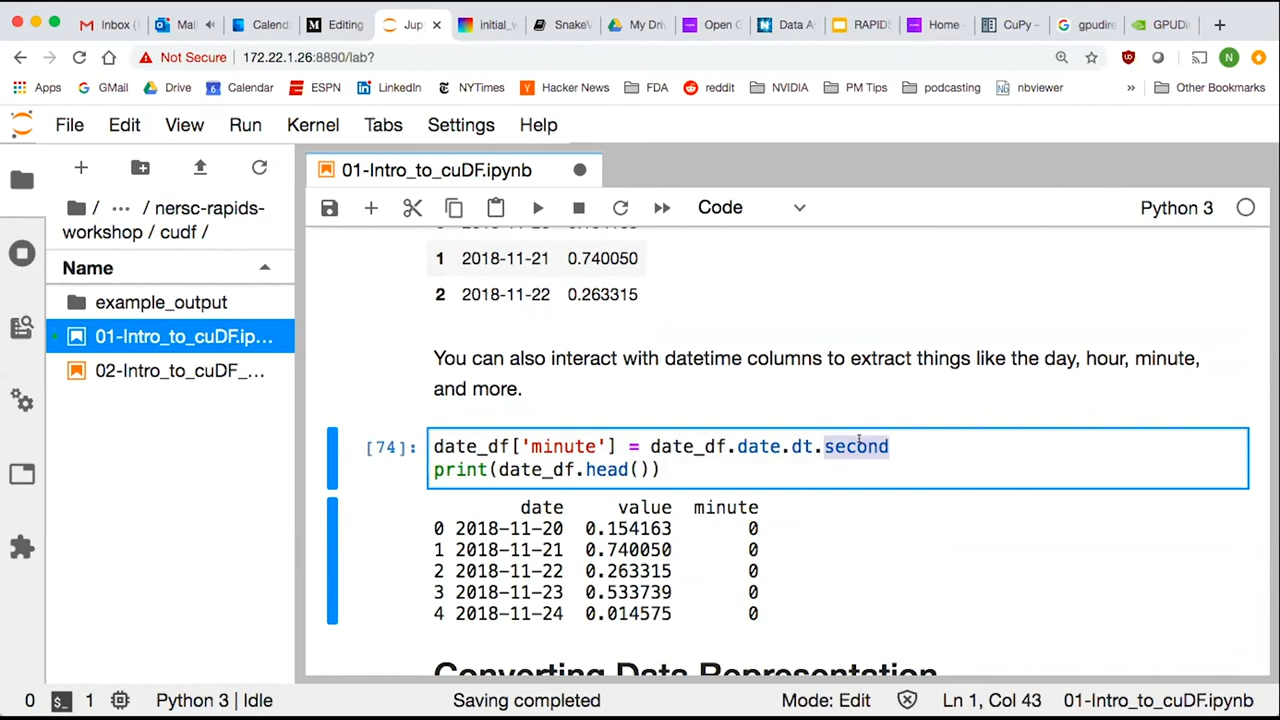 Inbox (
Mail
Calend
Editing
Jup
initial_v
SnakeV
My Driv
Open G
Data A
RAPIDS
Home
CuPy –
gpudire
GPUDi
Not Secure 172.22.1.26:8890/lab?
N
Apps GMail Drive Calendar ESPN LinkedIn NYTimes Hacker News FDA reddit NVIDIA PM Tips podcasting nbviewer » Other Bookmarks
File Edit View Run Kernel Tabs Settings Help
01-Intro_to_cuDF.ipynb
/ ··· / nersc-rapids-
workshop / cudf /
Code
Python 3
Name
example_output
01-Intro_to_cuDF.ip...
02-Intro_to_cuDF_...
1 2018-11-21 0.740050
2 2018-11-22 0.263315
You can also interact with datetime columns to extract things like the day, hour, minute,
and more.
[74]: date_df['minute'] = date_df.date.dt.second
print(date_df.head())
date value minute
0 2018-11-20 0.154163 0
1 2018-11-21 0.740050 0
2 2018-11-22 0.263315 0
3 2018-11-23 0.533739 0
4 2018-11-24 0.014575 0
Converting Data Representation
0 $_ 1 Python 3 | Idle Saving completed Mode: Edit Ln 1, Col 43 01-Intro_to_cuDF.ipynb